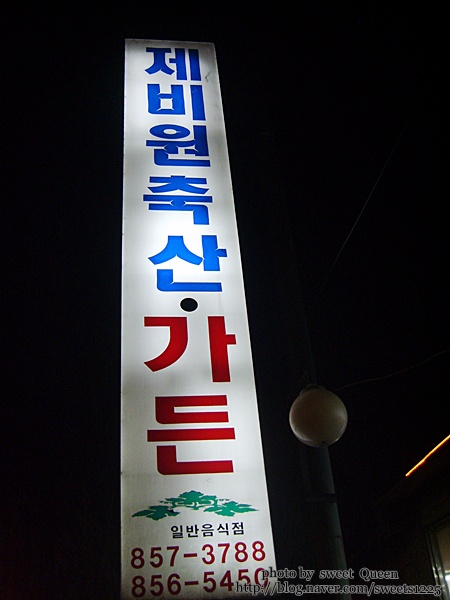 제비원축산·가든
일반음식점
857-3788
856-5450
photo by sweet Queen
http://blog.naver.com/sweets1225